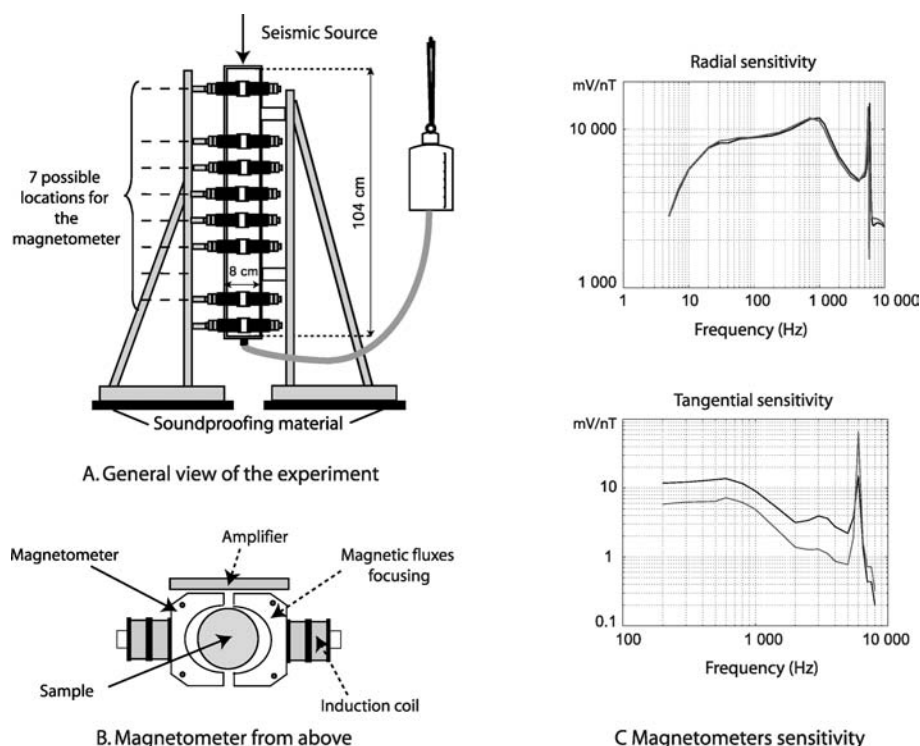 Seismic Source
7 possible
locations for
the
magnetometer
104 cm
8 cm
Soundproofing material
A. General view of the experiment
Magnetometer
Amplifier
Magnetic fluxes
focusing
Sample
Induction coil
B. Magnetometer from above
Radial sensitivity
mV/nT
10 000
1 000
1 10 100 1 000 10 000
Frequency (Hz)
Tangential sensitivity
mV/nT
10
1
0.1
100 1 000 10 000
Frequency (Hz)
C Magnetometers sensitivity